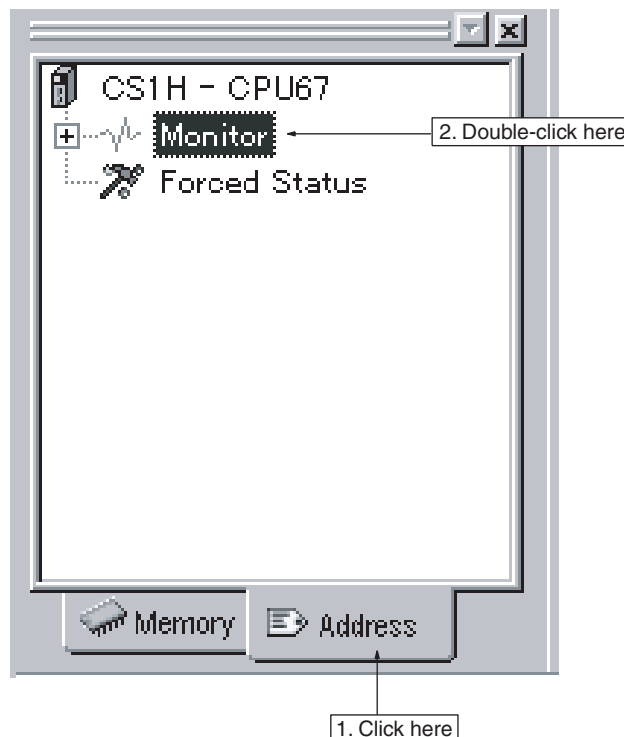 CS1H - CPU67
Monitor
2. Double-click here
Forced Status
Memory
Address
1. Click here